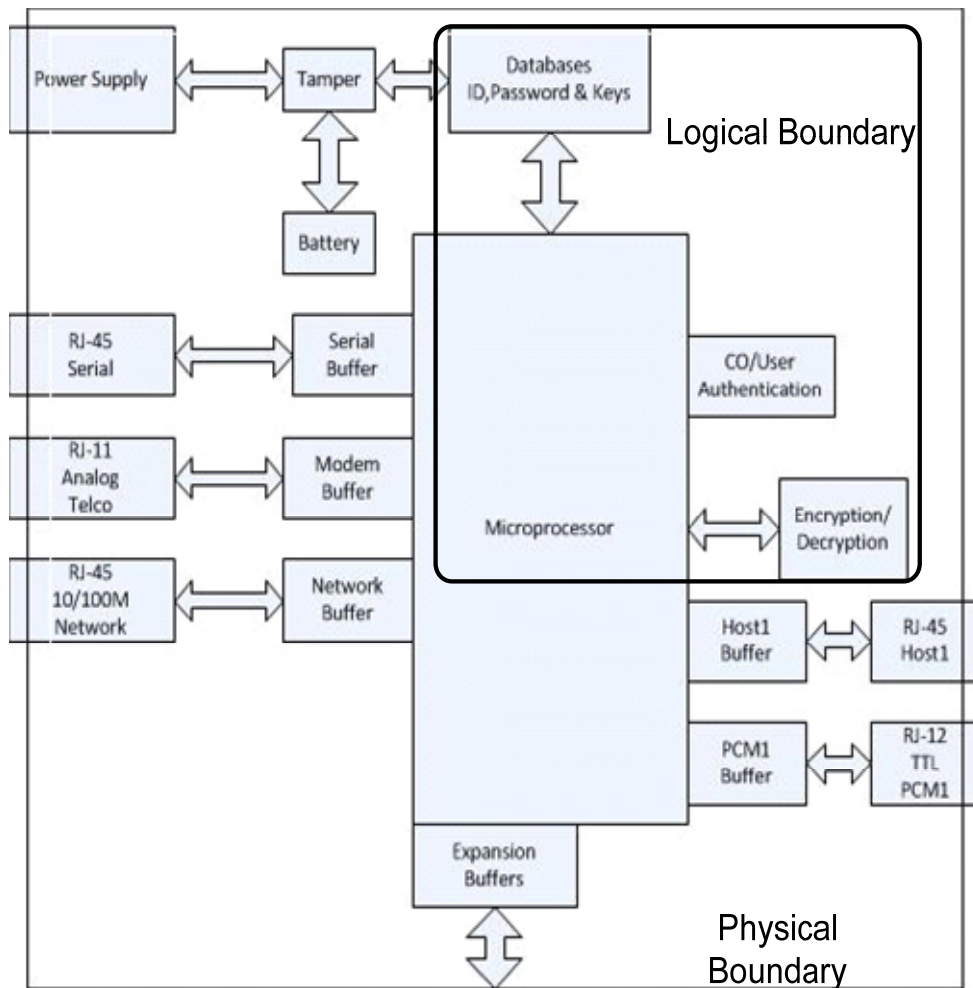 Power Supply
Tamper
Databases
ID,Password & Keys
Logical Boundary
Battery
RJ-45
Serial
Serial
Buffer
CO/User
Authentication
RJ-11
Analog
Telco
Modem
Buffer
Microprocessor
Encryption/
Decryption
RJ-45
10/100M
Network
Network
Buffer
Host1
Buffer
RJ-45
Host1
PCM1
Buffer
RJ-12
TTL
PCM1
Expansion
Buffers
Physical
Boundary